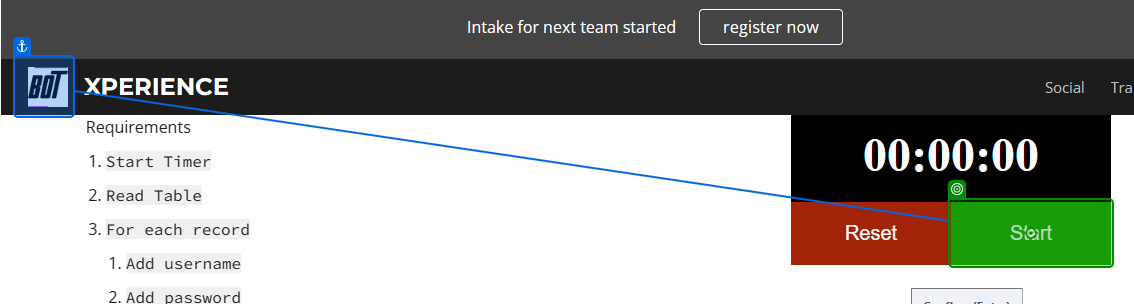 Intake for next team started register now
BOT XPERIENCE Social Tra
Requirements
00:00:00
1. Start Timer
2. Read Table
3. For each record
Reset Start
1. Add username
2. Add password